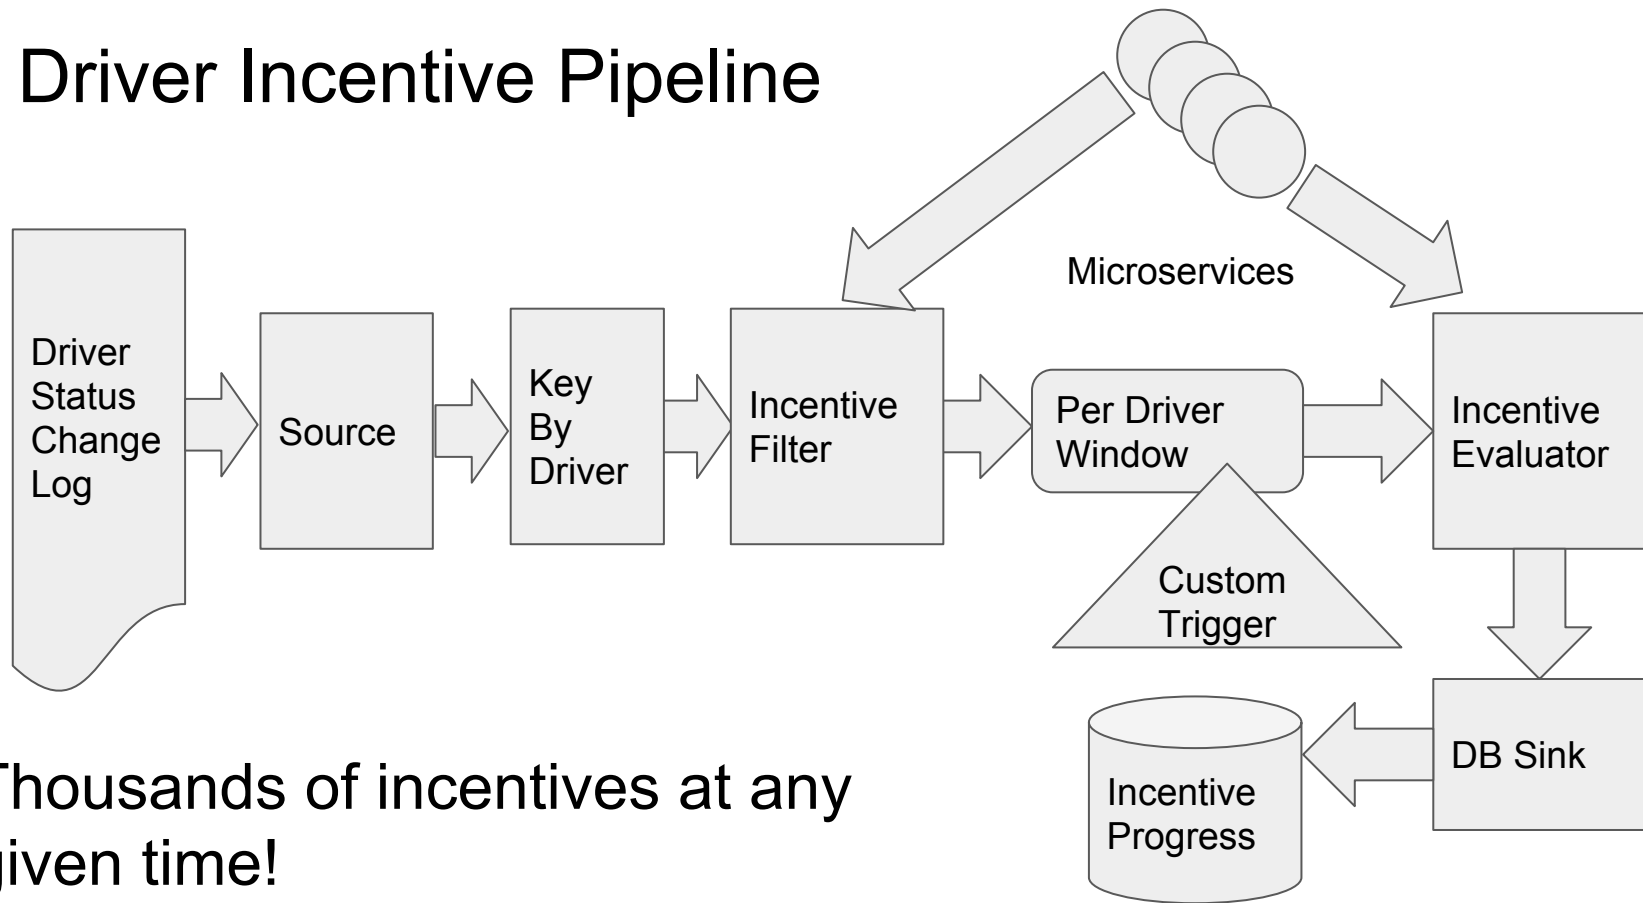 Driver Incentive Pipeline
Microservices
Driver
Status
Change
Log
Source
Key
By
Driver
Incentive
Filter
Per Driver
Window
Incentive
Evaluator
Custom
Trigger
DB Sink
Incentive
Progress
Thousands of incentives at any
given time!